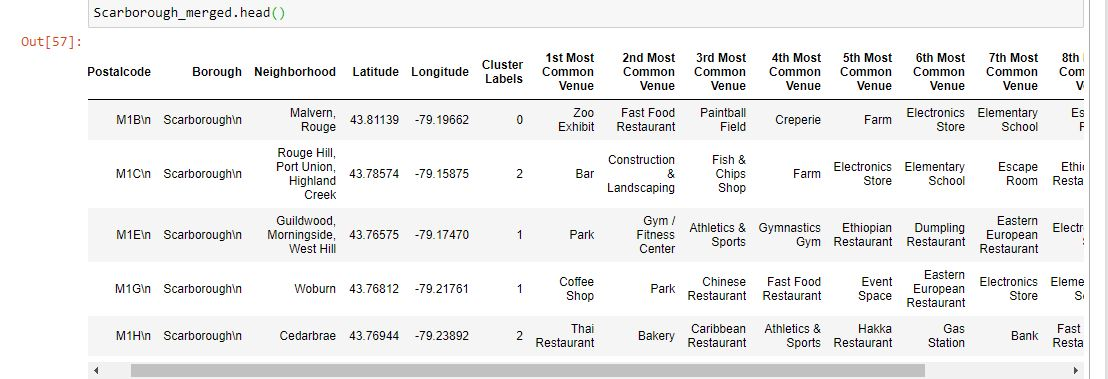 Scarborough_merged.head()
Out[57]:
Postalcode Borough Neighborhood Latitude Longitude Cluster Labels 1st Most Common Venue 2nd Most Common Venue 3rd Most Common Venue 4th Most Common Venue 5th Most Common Venue 6th Most Common Venue 7th Most Common Venue 8th
M1B\n Scarborough\n Malvern, Rouge 43.81139 -79.19662 0 Zoo Exhibit Fast Food Restaurant Paintball Field Creperie Farm Electronics Store Elementary School
M1C\n Scarborough\n Rouge Hill, Port Union, Highland Creek 43.78574 -79.15875 2 Bar Construction & Landscaping Fish & Chips Shop Farm Electronics Store Elementary School Escape Room
M1E\n Scarborough\n Guildwood, Morningside, West Hill 43.76575 -79.17470 1 Park Gym / Fitness Center Athletics & Sports Gymnastics Gym Ethiopian Restaurant Dumpling Restaurant Eastern European Restaurant
M1G\n Scarborough\n Woburn 43.76812 -79.21761 1 Coffee Shop Park Chinese Restaurant Fast Food Restaurant Event Space Eastern European Restaurant Electronics Store
M1H\n Scarborough\n Cedarbrae 43.76944 -79.23892 2 Thai Restaurant Bakery Caribbean Restaurant Athletics & Sports Hakka Restaurant Gas Station Bank Fast